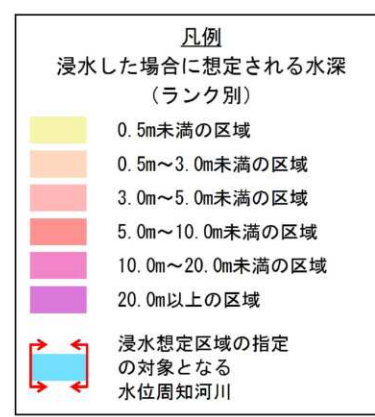 凡例
浸水した場合に想定される水深
(ランク別)
0.5m未満の区域
0.5m～3.0m未満の区域
3.0m～5.0m未満の区域
5.0m～10.0m未満の区域
10.0m～20.0m未満の区域
20.0m以上の区域
浸水想定区域の指定
の対象となる
水位周知河川